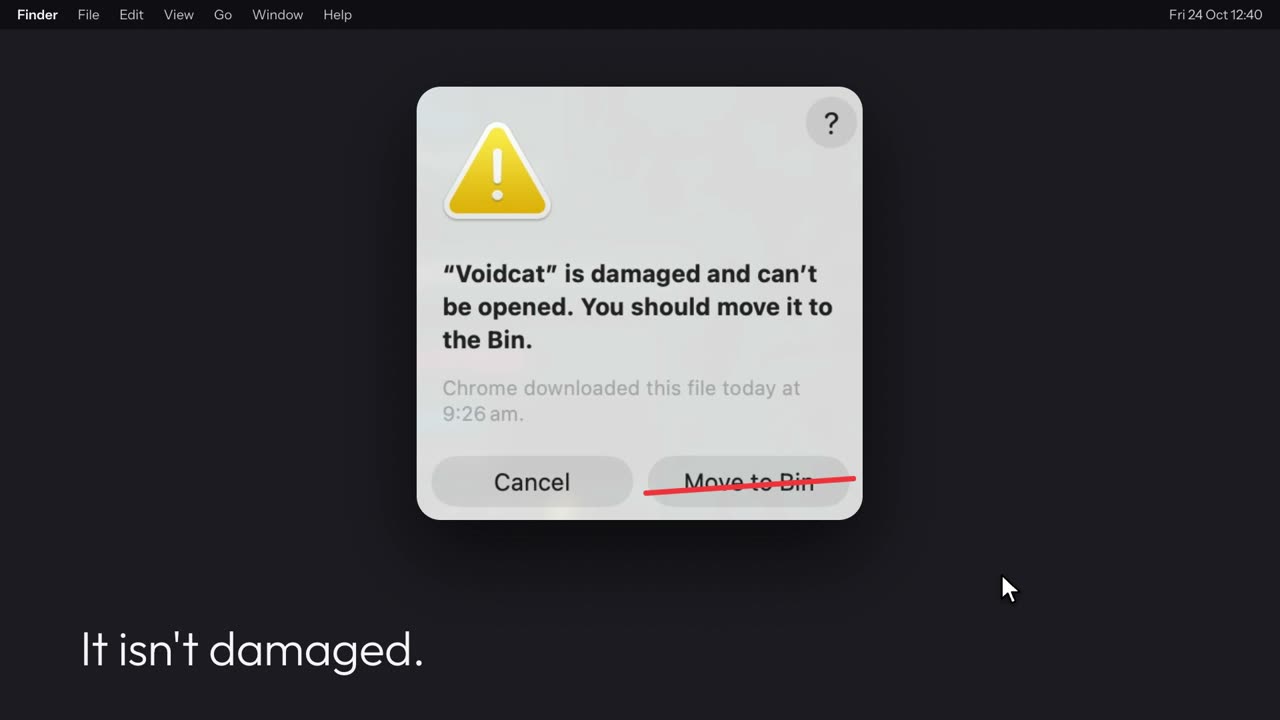 Finder File Edit View Go Window Help Fri 24 Oct 12:40
?
“Voidcat” is damaged and can’t
be opened. You should move it to
the Bin.
Chrome downloaded this file today at
9:26 am.
Cancel Move to Bin
It isn't damaged.